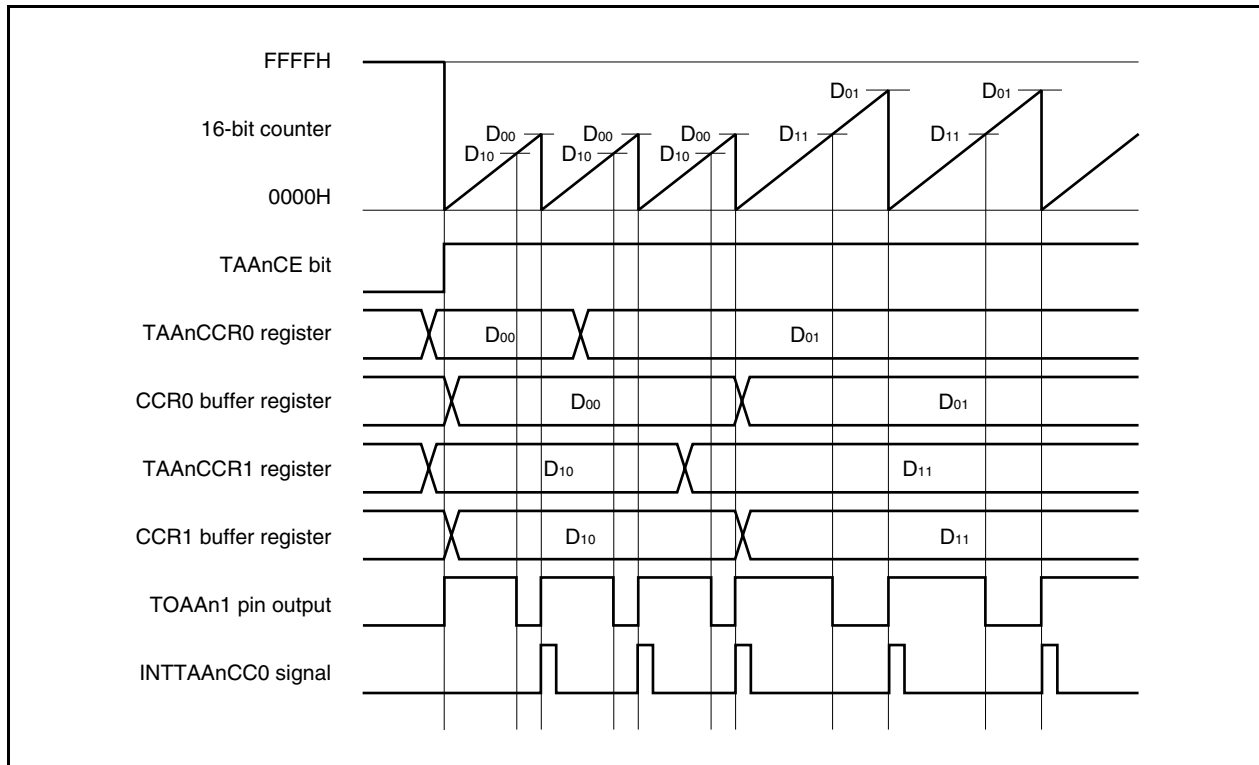 FFFFH
16-bit counter
0000H
D00 D00 D00 D01 D01
D10 D10 D10 D11 D11
TAAnCE bit
TAAnCCR0 register D00 D01
CCR0 buffer register D00 D01
TAAnCCR1 register D10 D11
CCR1 buffer register D10 D11
TOAAn1 pin output
INTTAAnCC0 signal